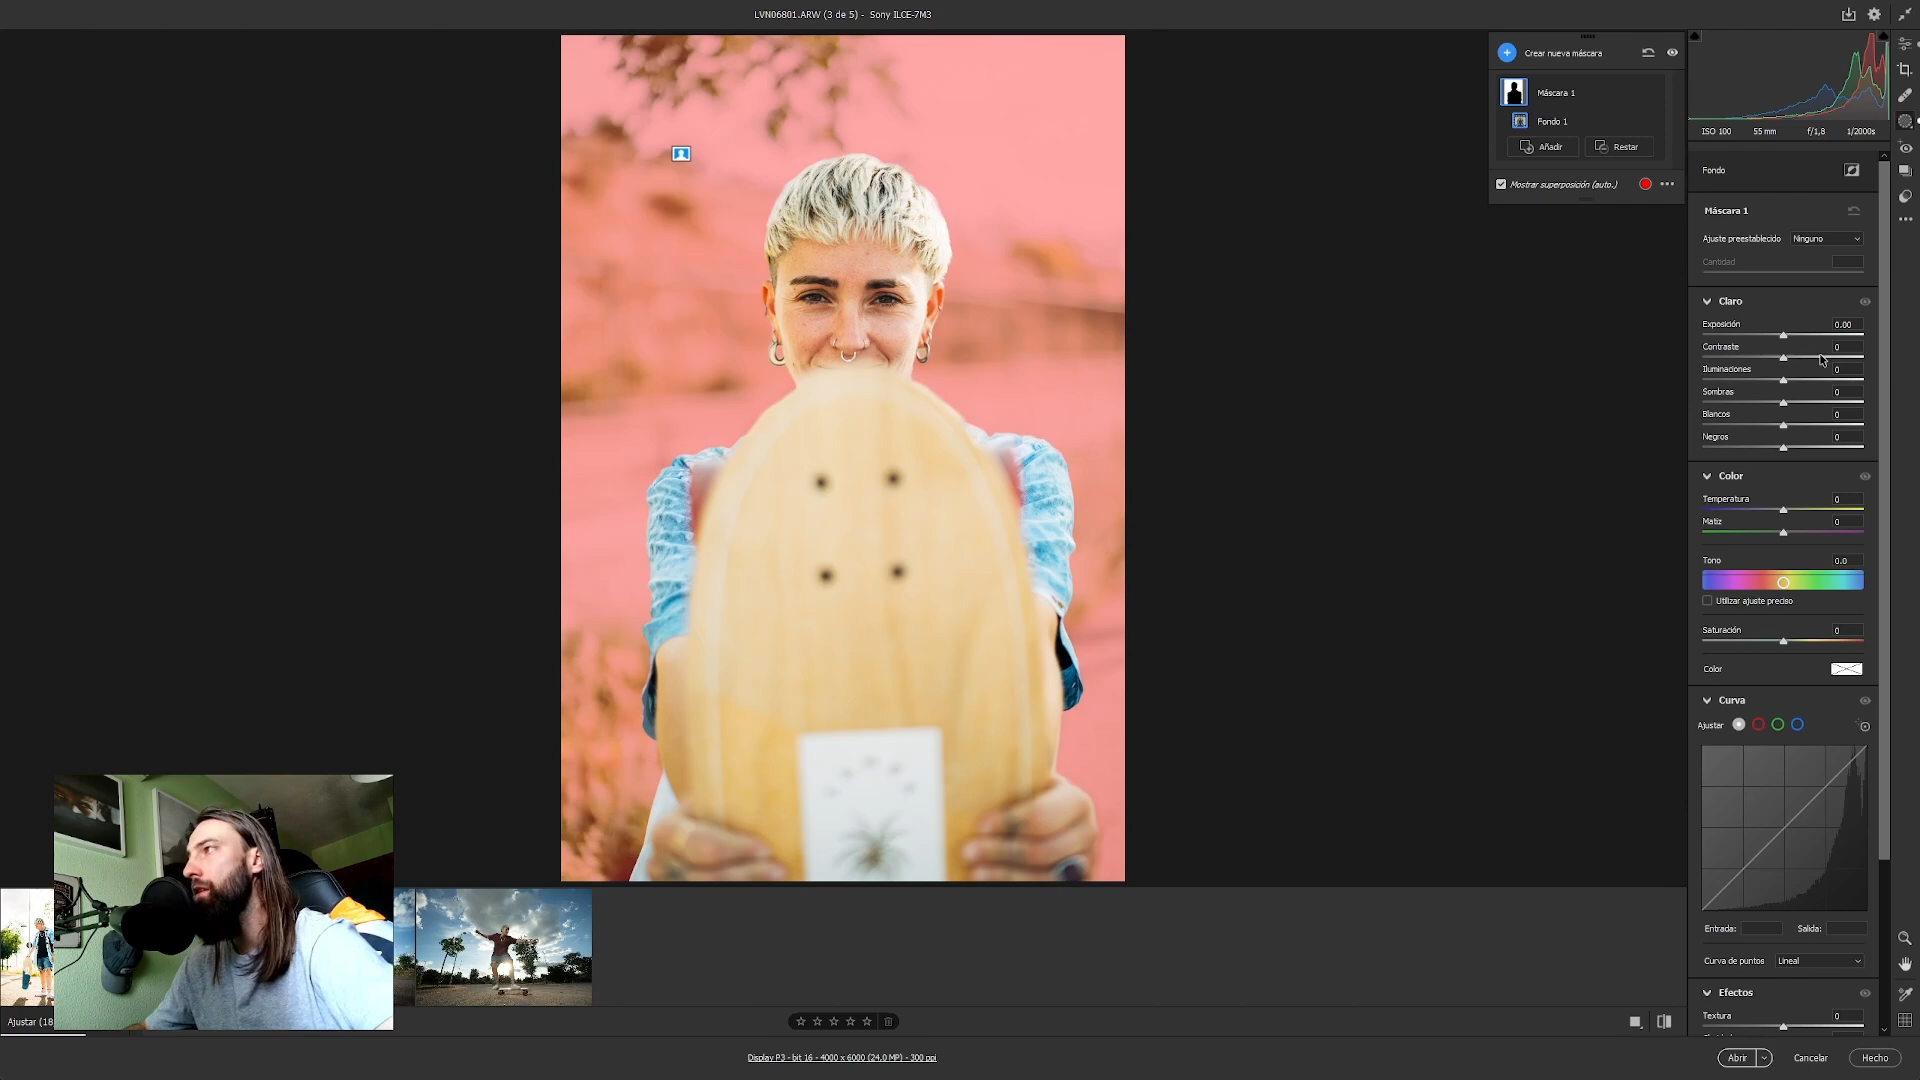 LVN06801.ARW (3 de 5) - Sony ILCE-7M3
Crear nueva máscara
Máscara 1
Fondo 1
Añadir
Restar
Mostrar superposición (auto.)
ISO 100 55 mm f/1,8 1/2000s
Fondo
Máscara 1
Ajuste preestablecido Ninguno
Cantidad
Claro
Exposición 0.00
Contraste 0
Iluminaciones 0
Sombras 0
Blancos 0
Negros 0
Color
Temperatura 0
Matiz 0
Tono 0.0
Utilizar ajuste preciso
Saturación 0
Color
Curva
Ajustar
Entrada: Salida:
Curva de puntos Lineal
Efectos
Textura 0
Ajustar (18
Display P3 - bit 16 - 4000 x 6000 (24,0 MP) - 300 ppi
Abrir
Cancelar
Hecho